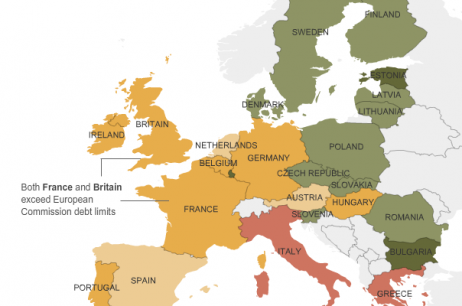 FINLAND
SWEDEN
ESTONIA
LATVIA
DENMARK
LITHUANIA
IRELAND
BRITAIN
NETHERLANDS
POLAND
BELGIUM
GERMANY
CZECH REPUBLIC
SLOVAKIA
Both France and Britain
exceed European
Commission debt limits
FRANCE
AUSTRIA
HUNGARY
SLOVENIA
ROMANIA
ITALY
BULGARIA
PORTUGAL
SPAIN
GREECE